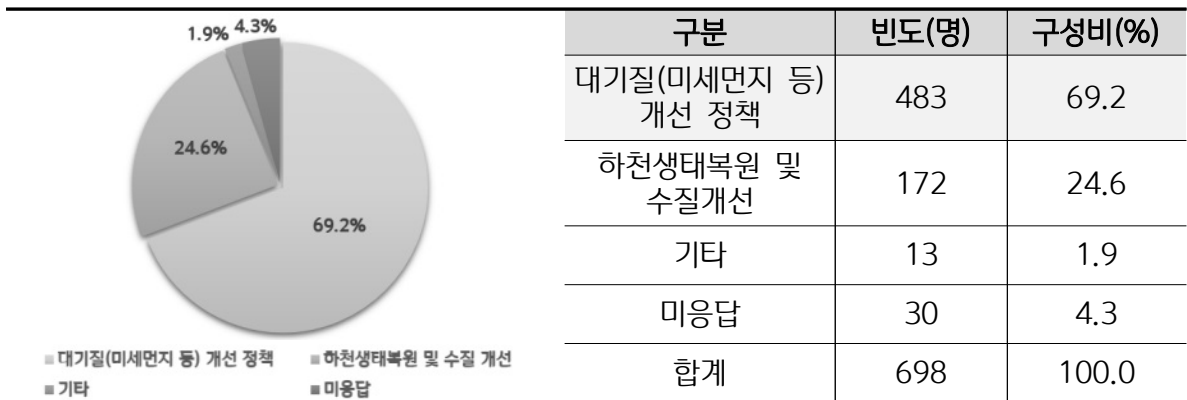 1.9% 4.3%
24.6%
69.2%
대기질(미세먼지 등) 개선 정책 하천생태복원 및 수질 개선
기타 미응답
구분 빈도(명) 구성비(%)
대기질(미세먼지 등)
개선 정책 483 69.2
하천생태복원 및
수질개선 172 24.6
기타 13 1.9
미응답 30 4.3
합계 698 100.0